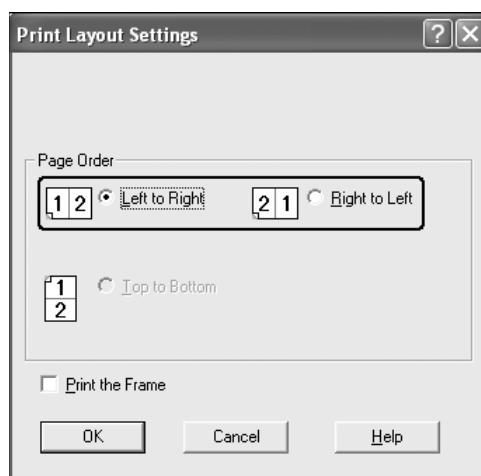 Print Layout Settings
Page Order
1 2 Left to Right 2 1 Right to Left
1
2 Top to Bottom
Print the Frame
OK Cancel Help